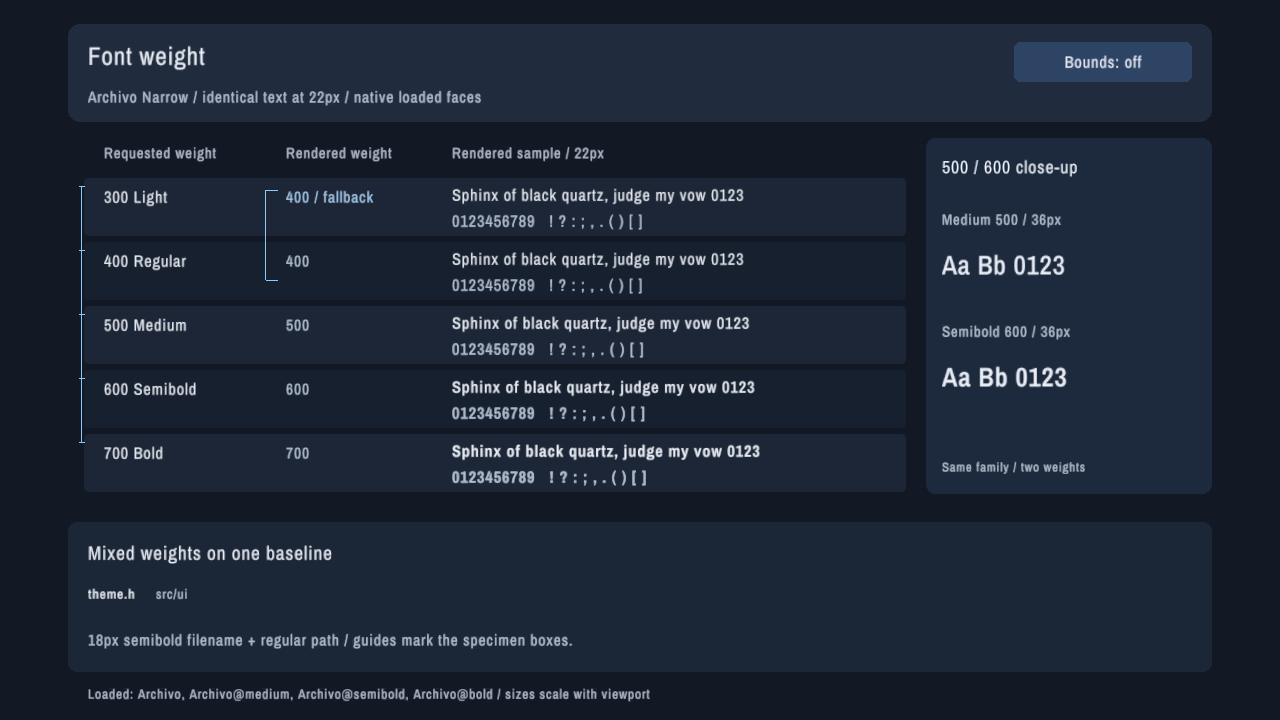 Font weight
Bounds: off
Archivo Narrow / identical text at 22px / native loaded faces
Requested weight Rendered weight Rendered sample / 22px
300 Light 400 / fallback Sphinx of black quartz, judge my vow 0123
0123456789 ! ? : ; , . ( ) [ ]
400 Regular 400 Sphinx of black quartz, judge my vow 0123
0123456789 ! ? : ; , . ( ) [ ]
500 Medium 500 Sphinx of black quartz, judge my vow 0123
0123456789 ! ? : ; , . ( ) [ ]
600 Semibold 600 Sphinx of black quartz, judge my vow 0123
0123456789 ! ? : ; , . ( ) [ ]
700 Bold 700 Sphinx of black quartz, judge my vow 0123
0123456789 ! ? : ; , . ( ) [ ]
500 / 600 close-up
Medium 500 / 36px
Aa Bb 0123
Semibold 600 / 36px
Aa Bb 0123
Same family / two weights
Mixed weights on one baseline
theme.h src/ui
18px semibold filename + regular path / guides mark the specimen boxes.
Loaded: Archivo, Archivo@medium, Archivo@semibold, Archivo@bold / sizes scale with viewport